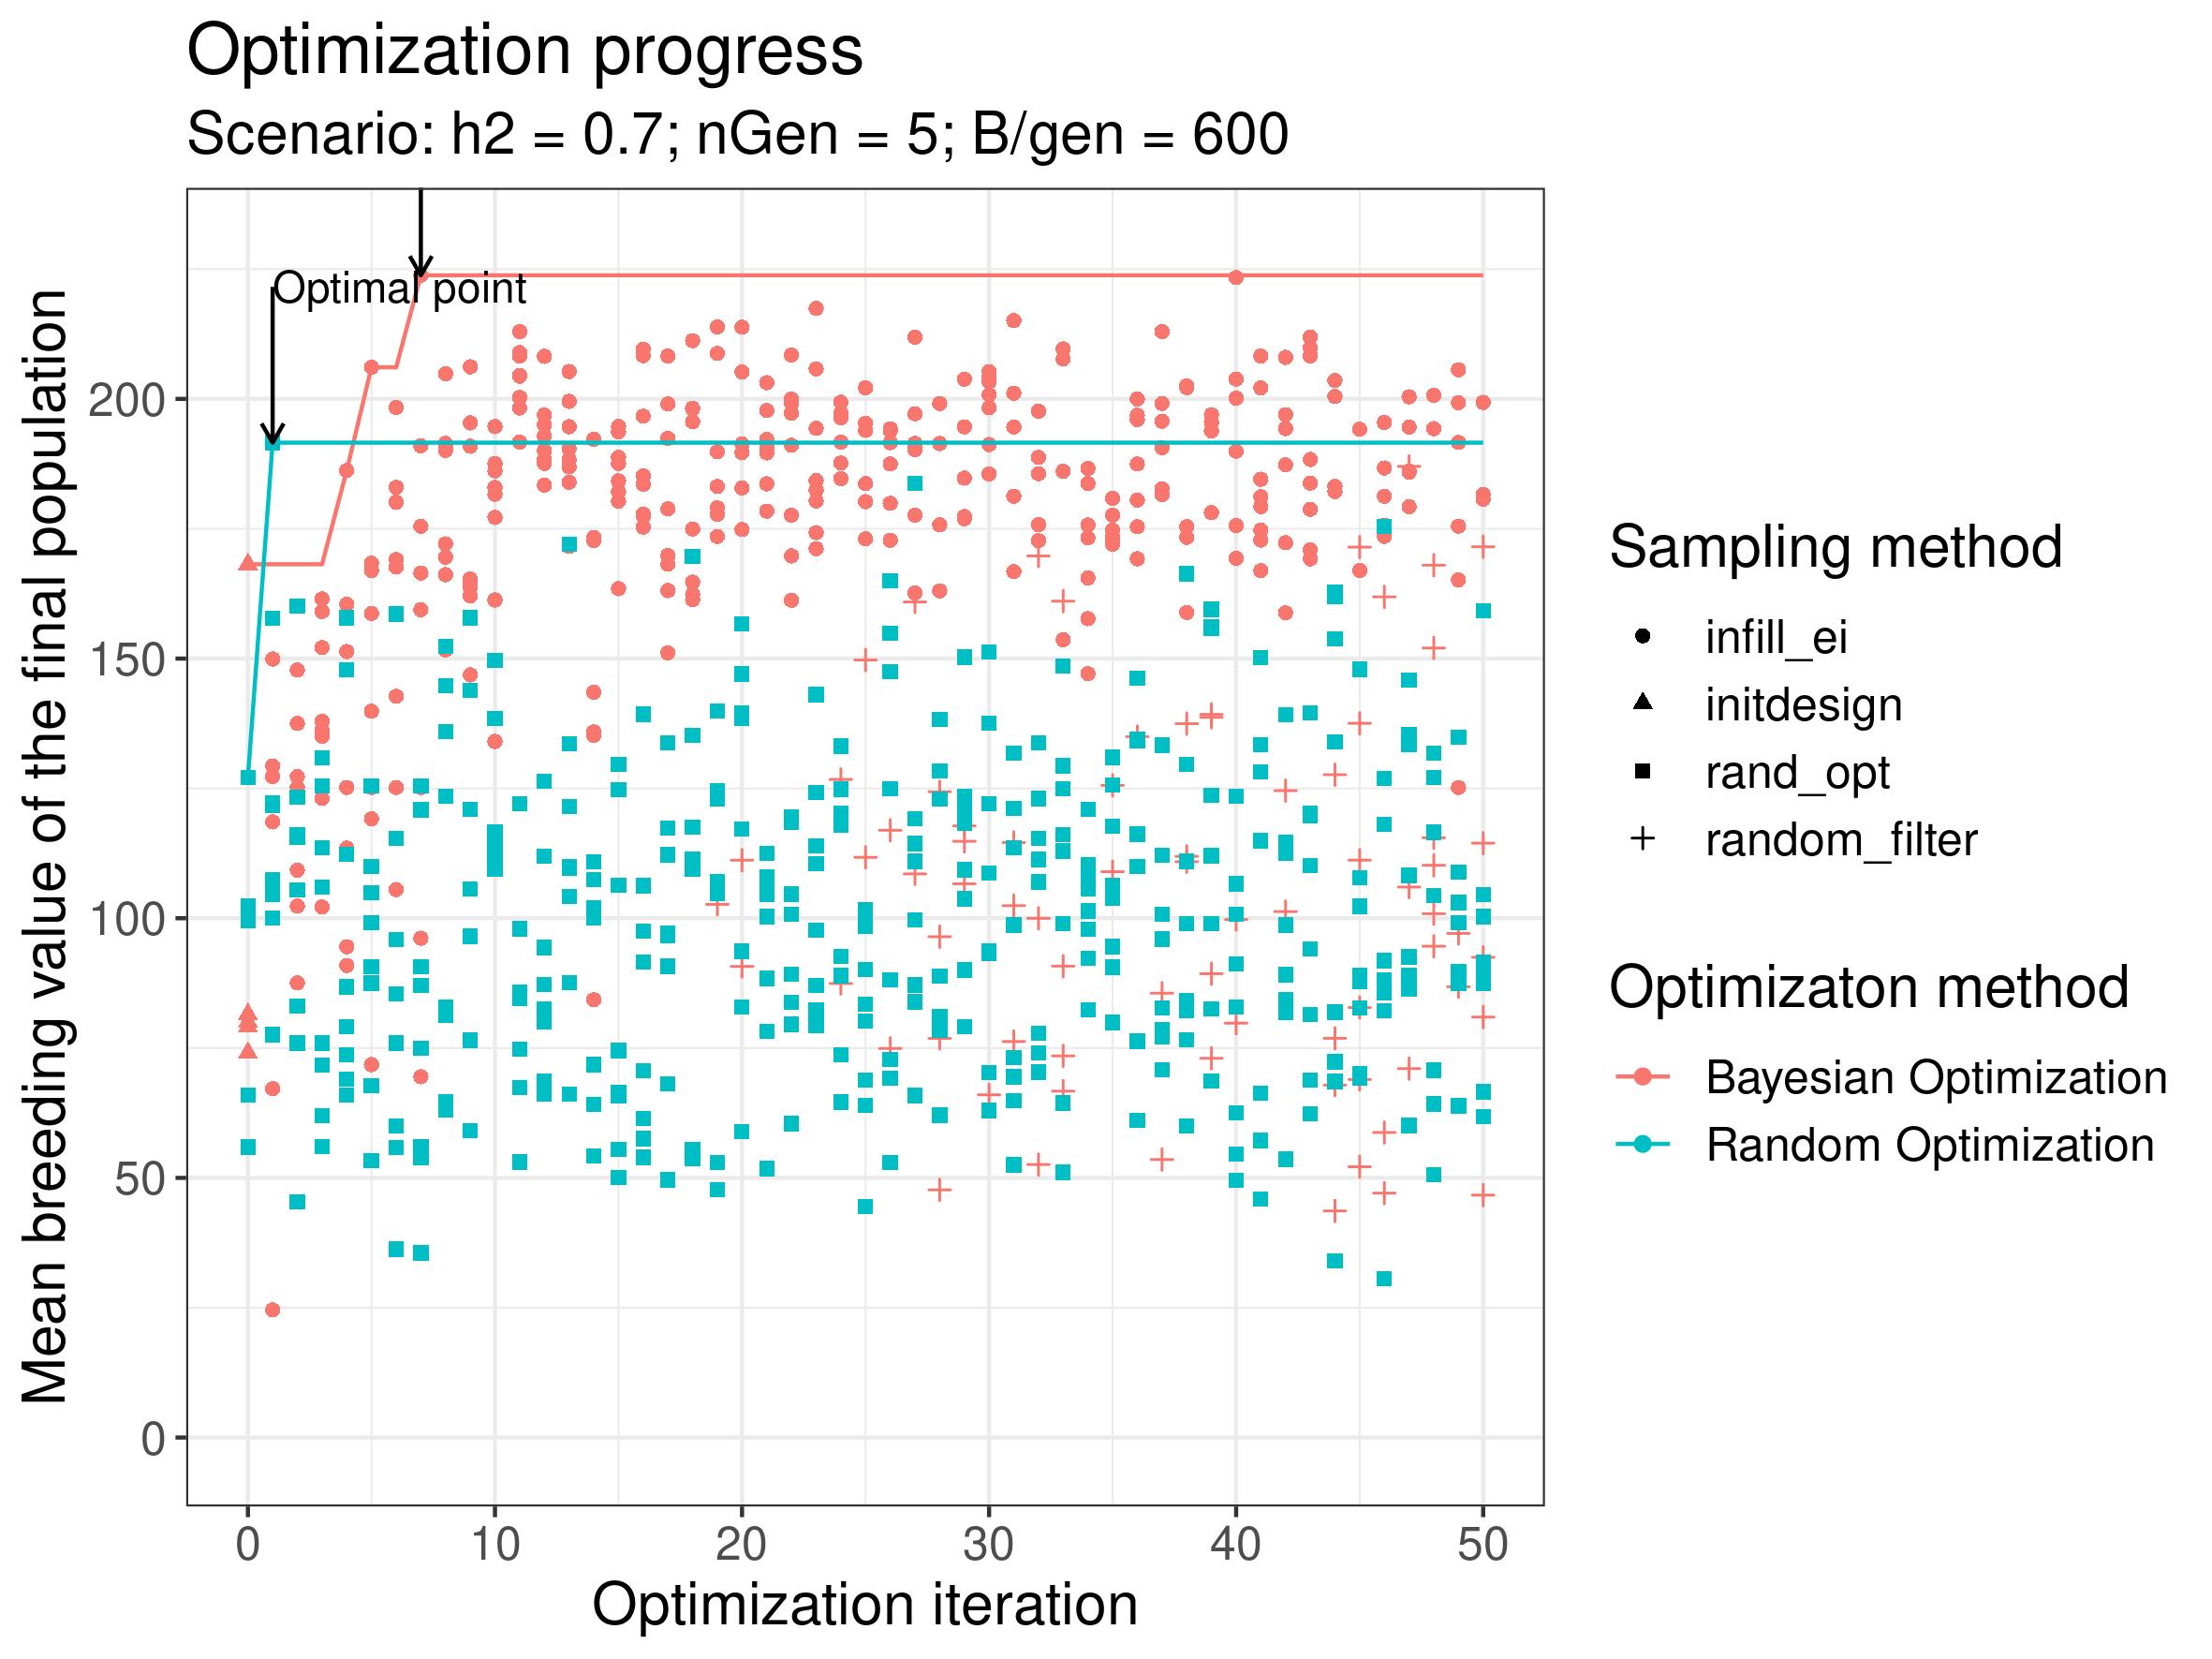 Optimization progress
Scenario: h2 = 0.7; nGen = 5; B/gen = 600
Mean breeding value of the final population
200
150
100
50
0
Optimal point
0 10 20 30 40 50
Optimization iteration
Sampling method
infill_ei
initdesign
rand_opt
random_filter
Optimizaton method
Bayesian Optimization
Random Optimization